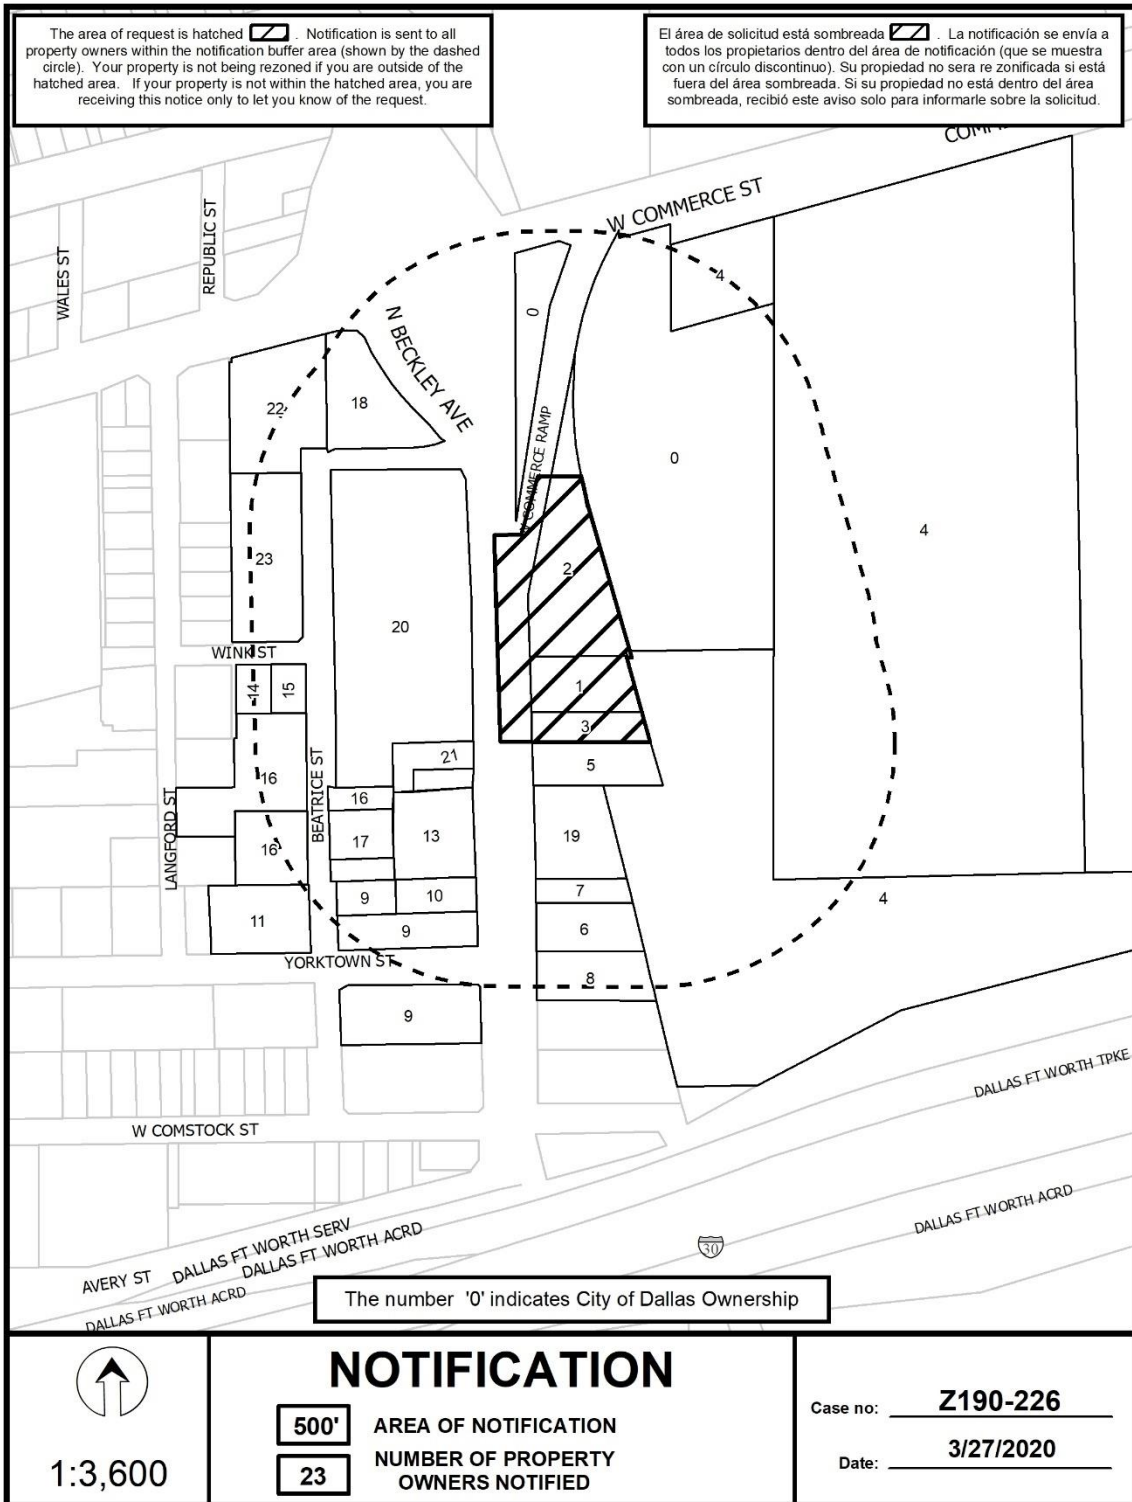 The area of request is hatched . Notification is sent to all
property owners within the notification buffer area (shown by the dashed
circle). Your property is not being rezoned if you are outside of the
hatched area. If your property is not within the hatched area, you are
receiving this notice only to let you know of the request.
El área de solicitud está sombreada . La notificación se envía a
todos los propietarios dentro del área de notificación (que se muestra
con un círculo discontinuo). Su propiedad no sera re zonificada si está
fuera del área sombreada. Si su propiedad no está dentro del área
sombreada, recibió este aviso solo para informarle sobre la solicitud.
W COMMERCE ST
REPUBLIC ST
WALES ST
4
0
N BECKLEY AVE
22
18
W COMMERCE RAMP
0
4
23
2
20
WINK ST
14
15
1
3
21
5
16
BEATRICE ST
16
LANGFORD ST
17
13
19
16
9
10
7
4
11
9
6
YORKTOWN ST
8
9
DALLAS FT WORTH TPKE
W COMSTOCK ST
DALLAS FT WORTH ACRD
DALLAS FT WORTH SERV
DALLAS FT WORTH ACRD
30
AVERY ST
DALLAS FT WORTH ACRD
The number '0' indicates City of Dallas Ownership
1:3,600
NOTIFICATION
500' AREA OF NOTIFICATION
23 NUMBER OF PROPERTY
OWNERS NOTIFIED
Case no: Z190-226
Date: 3/27/2020